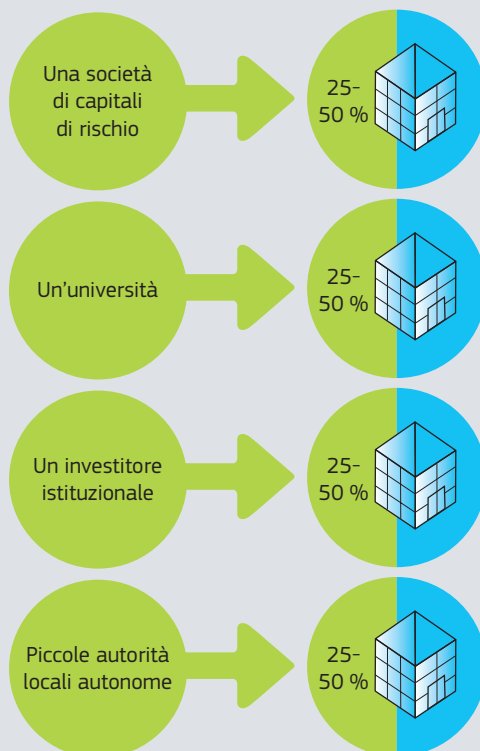 Una società
di capitali
di rischio
25-
50 %
Un'università
25-
50 %
Un investitore
istituzionale
25-
50 %
Piccole autorità
locali autonome
25-
50 %